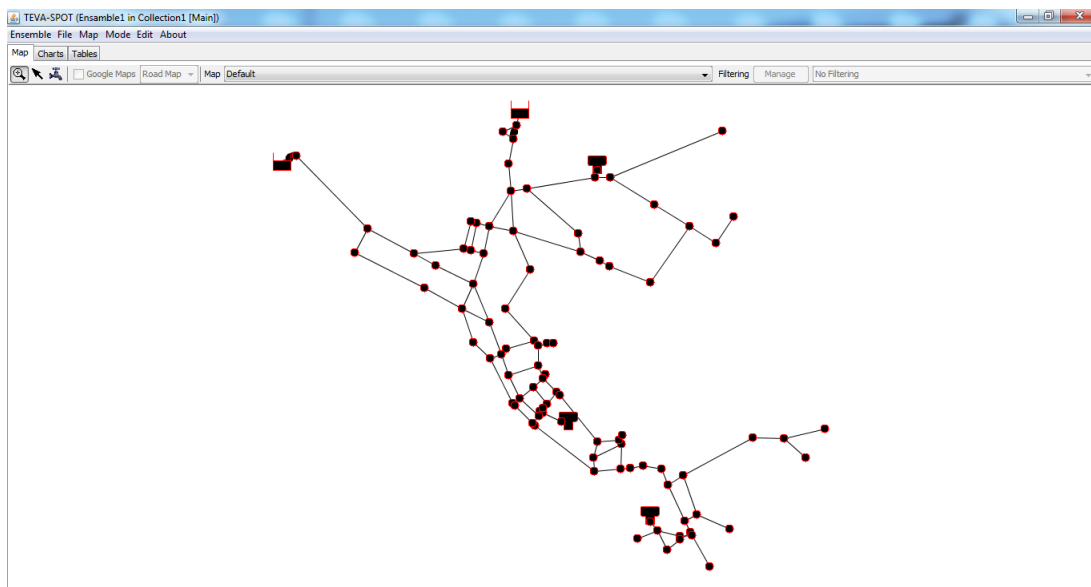 TEVA-SPOT (Ensamble1 in Collection1 [Main])
Ensemble File Map Mode Edit About
Map Charts Tables
Google Maps Road Map Map Default Filtering Manage No Filtering